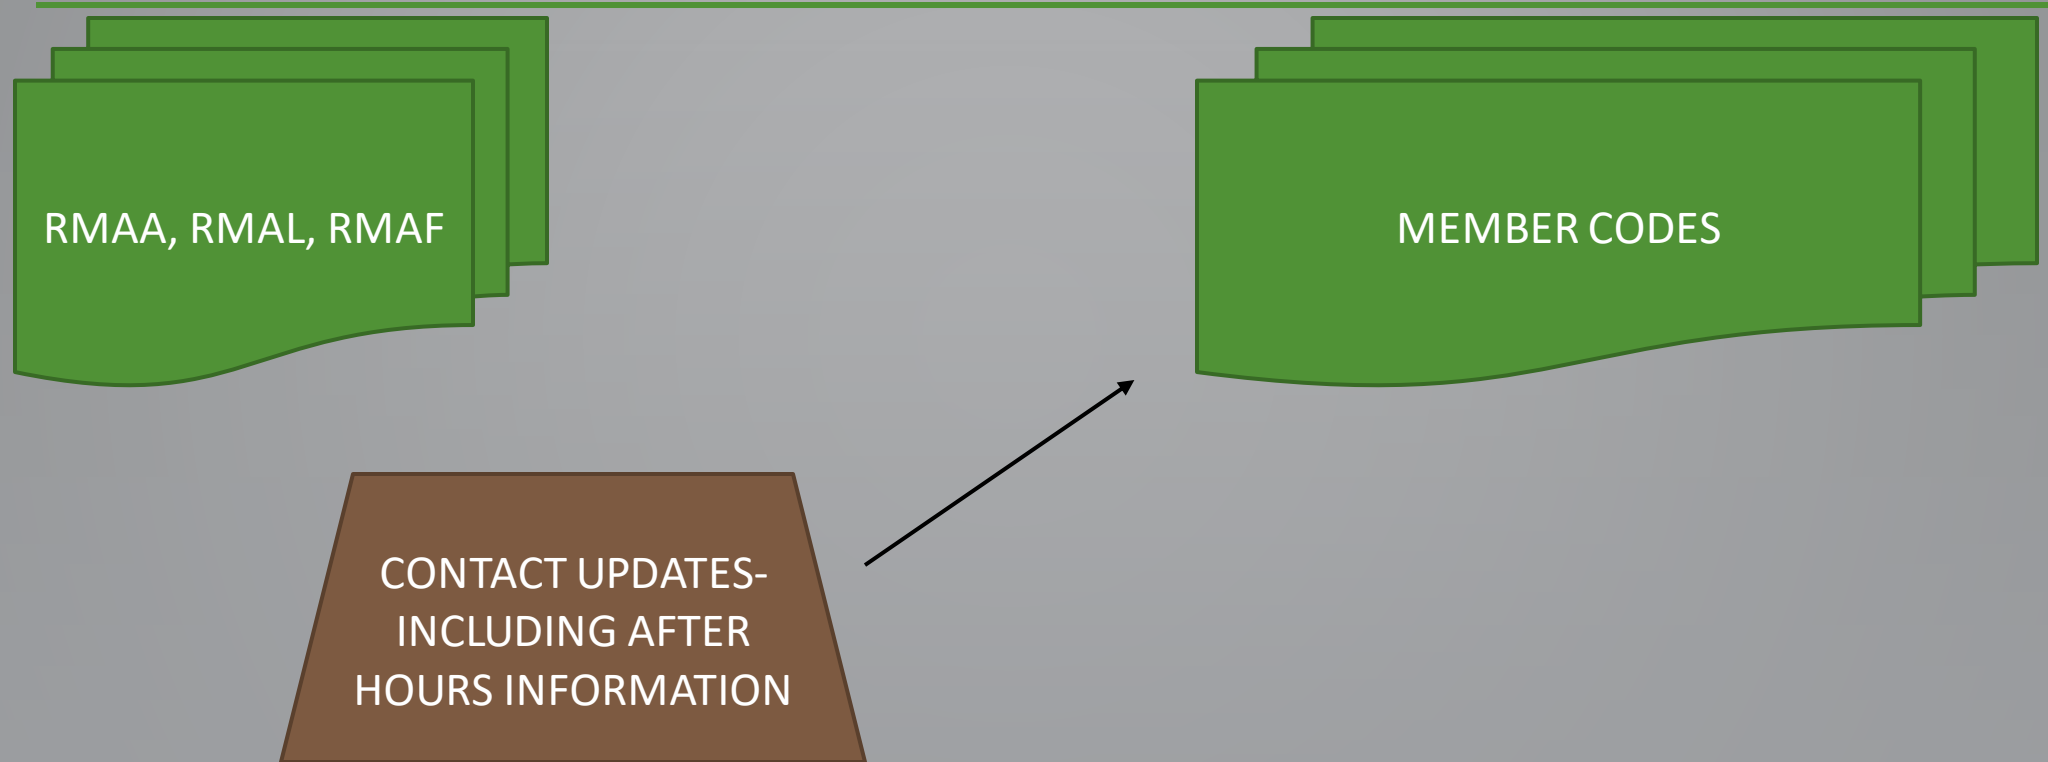 RMAA, RMAL, RMAF
MEMBER CODES
CONTACT UPDATES-
INCLUDING AFTER
HOURS INFORMATION